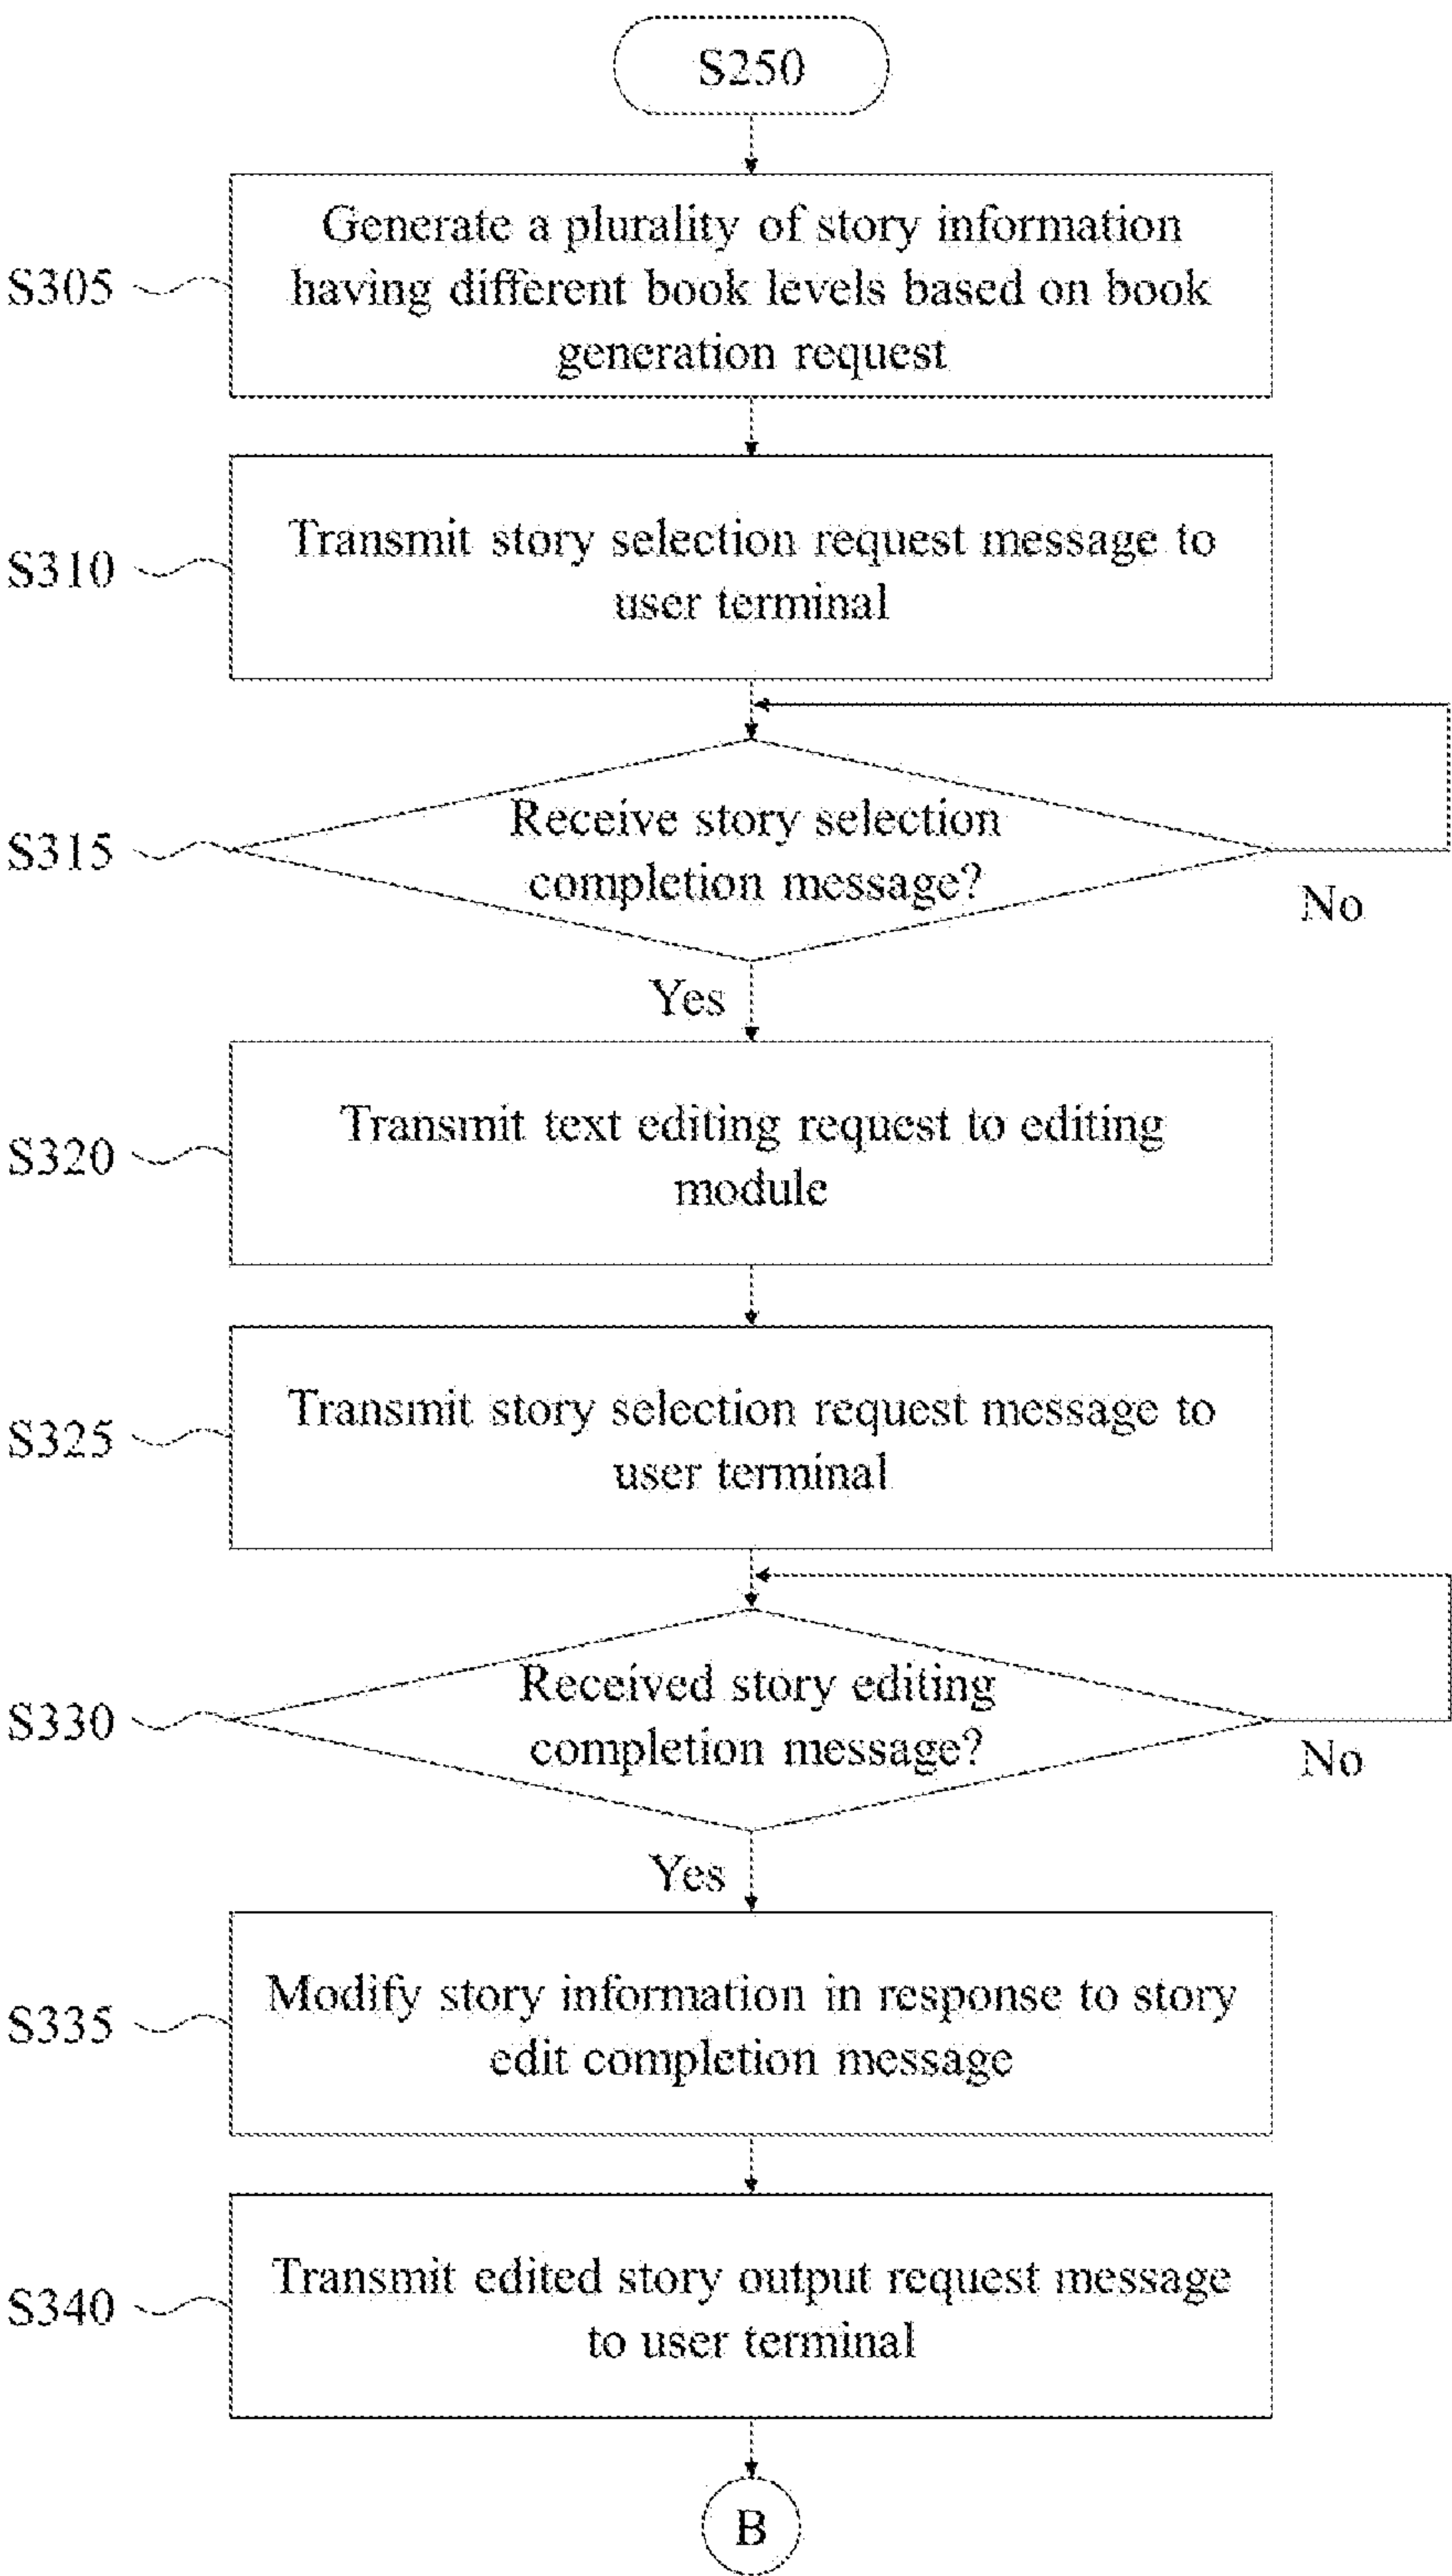 S250
S305
Generate a plurality of story information
having different book levels based on book
generation request
S310
Transmit story selection request message to
user terminal
S315
Receive story selection
completion message?
No
Yes
S320
Transmit text editing request to editing
module
S325
Transmit story selection request message to
user terminal
S330
Received story editing
completion message?
No
Yes
S335
Modify story information in response to story
edit completion message
S340
Transmit edited story output request message
to user terminal
B